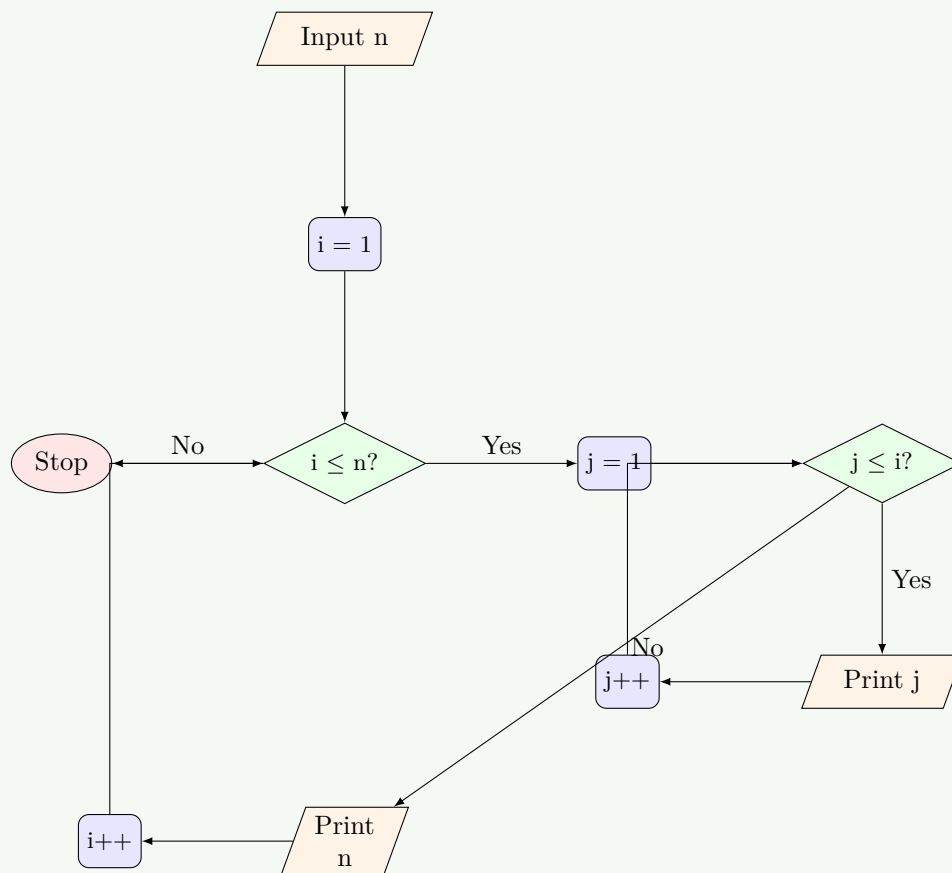 Input n
i = 1
Stop
No
i ≤ n?
Yes
j = 1
j ≤ i?
Yes
No
j++
Print j
i++
Print
n